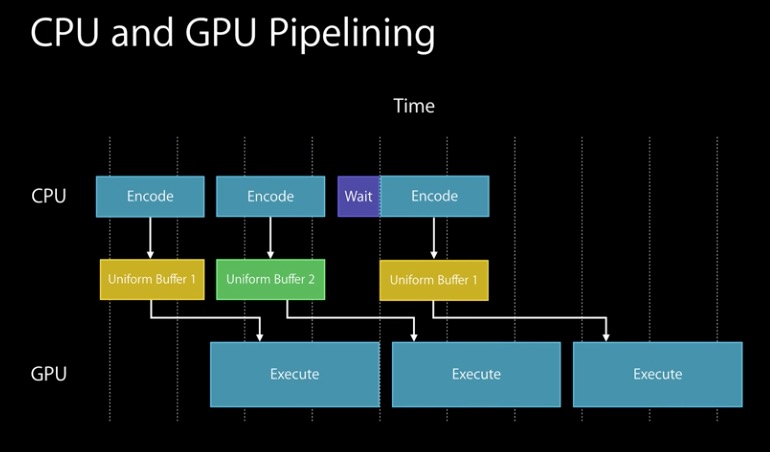 CPU and GPU Pipelining
Time
CPU
Encode
Encode
Wait
Encode
Uniform Buffer 1
Uniform Buffer 2
Uniform Buffer 1
GPU
Execute
Execute
Execute